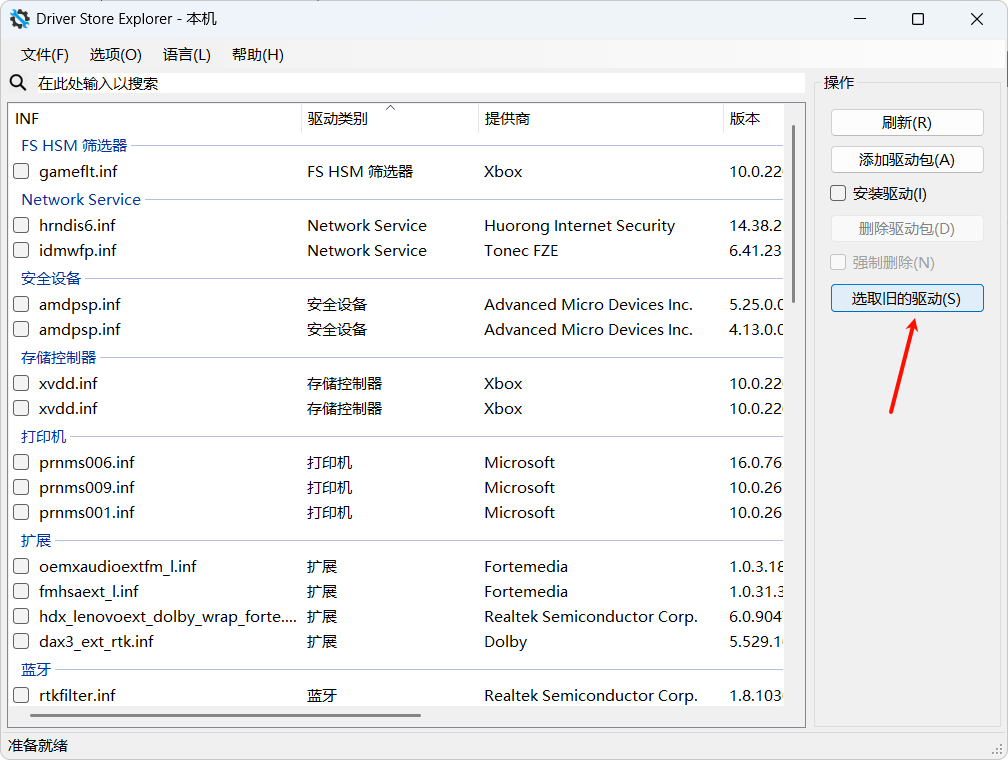 Driver Store Explorer - 本机
文件(F) 选项(O) 语言(L) 帮助(H)
在此处输入以搜索
INF 驱动类别 提供商 版本
FS HSM 筛选器
gameflt.inf FS HSM 筛选器 Xbox 10.0.22
Network Service
hrndis6.inf Network Service Huorong Internet Security 14.38.2
idmwfp.inf Network Service Tonec FZE 6.41.23
安全设备
amdpsp.inf 安全设备 Advanced Micro Devices Inc. 5.25.0.0
amdpsp.inf 安全设备 Advanced Micro Devices Inc. 4.13.0.0
存储控制器
xvdd.inf 存储控制器 Xbox 10.0.22
xvdd.inf 存储控制器 Xbox 10.0.22
打印机
prnms006.inf 打印机 Microsoft 16.0.76
prnms009.inf 打印机 Microsoft 10.0.26
prnms001.inf 打印机 Microsoft 10.0.26
扩展
oemxaudioextfm_l.inf 扩展 Fortemedia 1.0.3.18
fmhsaext_l.inf 扩展 Fortemedia 1.0.31.3
hdx_lenovoext_dolby_wrap_forte.... 扩展 Realtek Semiconductor Corp. 6.0.904
dax3_ext_rtk.inf 扩展 Dolby 5.529.1
蓝牙
rtkfilter.inf 蓝牙 Realtek Semiconductor Corp. 1.8.103
操作
刷新(R)
添加驱动包(A)
安装驱动(I)
删除驱动包(D)
强制删除(N)
选取旧的驱动(S)
准备就绪